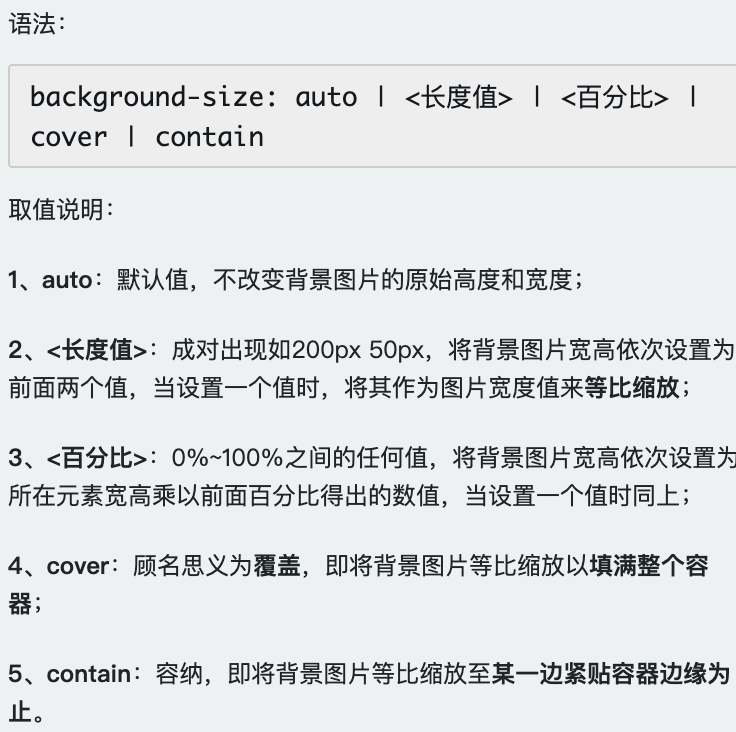 语法：
background-size: auto | <长度值> | <百分比> |
cover | contain
取值说明：
1、auto：默认值，不改变背景图片的原始高度和宽度；
2、<长度值>：成对出现如200px 50px，将背景图片宽高依次设置为
前面两个值，当设置一个值时，将其作为图片宽度值来等比缩放；
3、<百分比>：0%~100%之间的任何值，将背景图片宽高依次设置为
所在元素宽高乘以前面百分比得出的数值，当设置一个值时同上；
4、cover：顾名思义为覆盖，即将背景图片等比缩放以填满整个容
器；
5、contain：容纳，即将背景图片等比缩放至某一边紧贴容器边缘为
止。